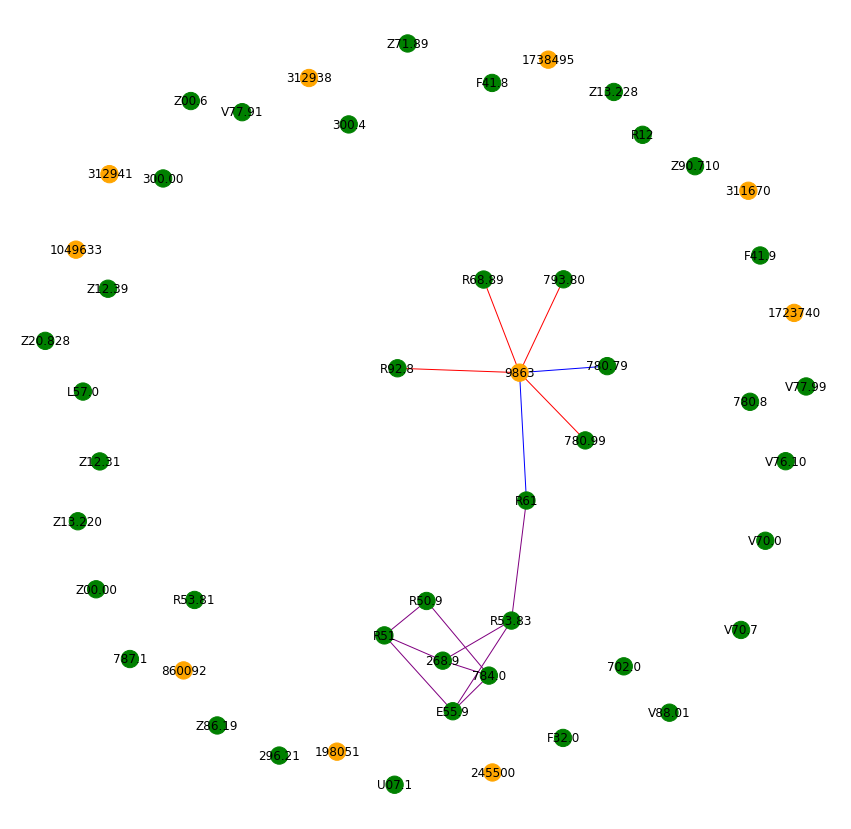 Z71.89
1738495
312938
F41.8
Z13.228
Z00.6
V77.91
300.4
R12
Z90.710
312941
300.00
311670
1049633
F41.9
R68.89
793.80
Z12.39
1723740
Z20.828
R92.8
9863
780.79
V77.99
L57.0
780.8
780.99
Z12.31
V76.10
R61
Z13.220
V70.0
Z00.00
R53.81
R50.9
R53.83
V70.7
R51
787.1
268.9
702.0
860092
784.0
E55.9
V88.01
Z86.19
F32.0
296.21
198051
245500
U07.1